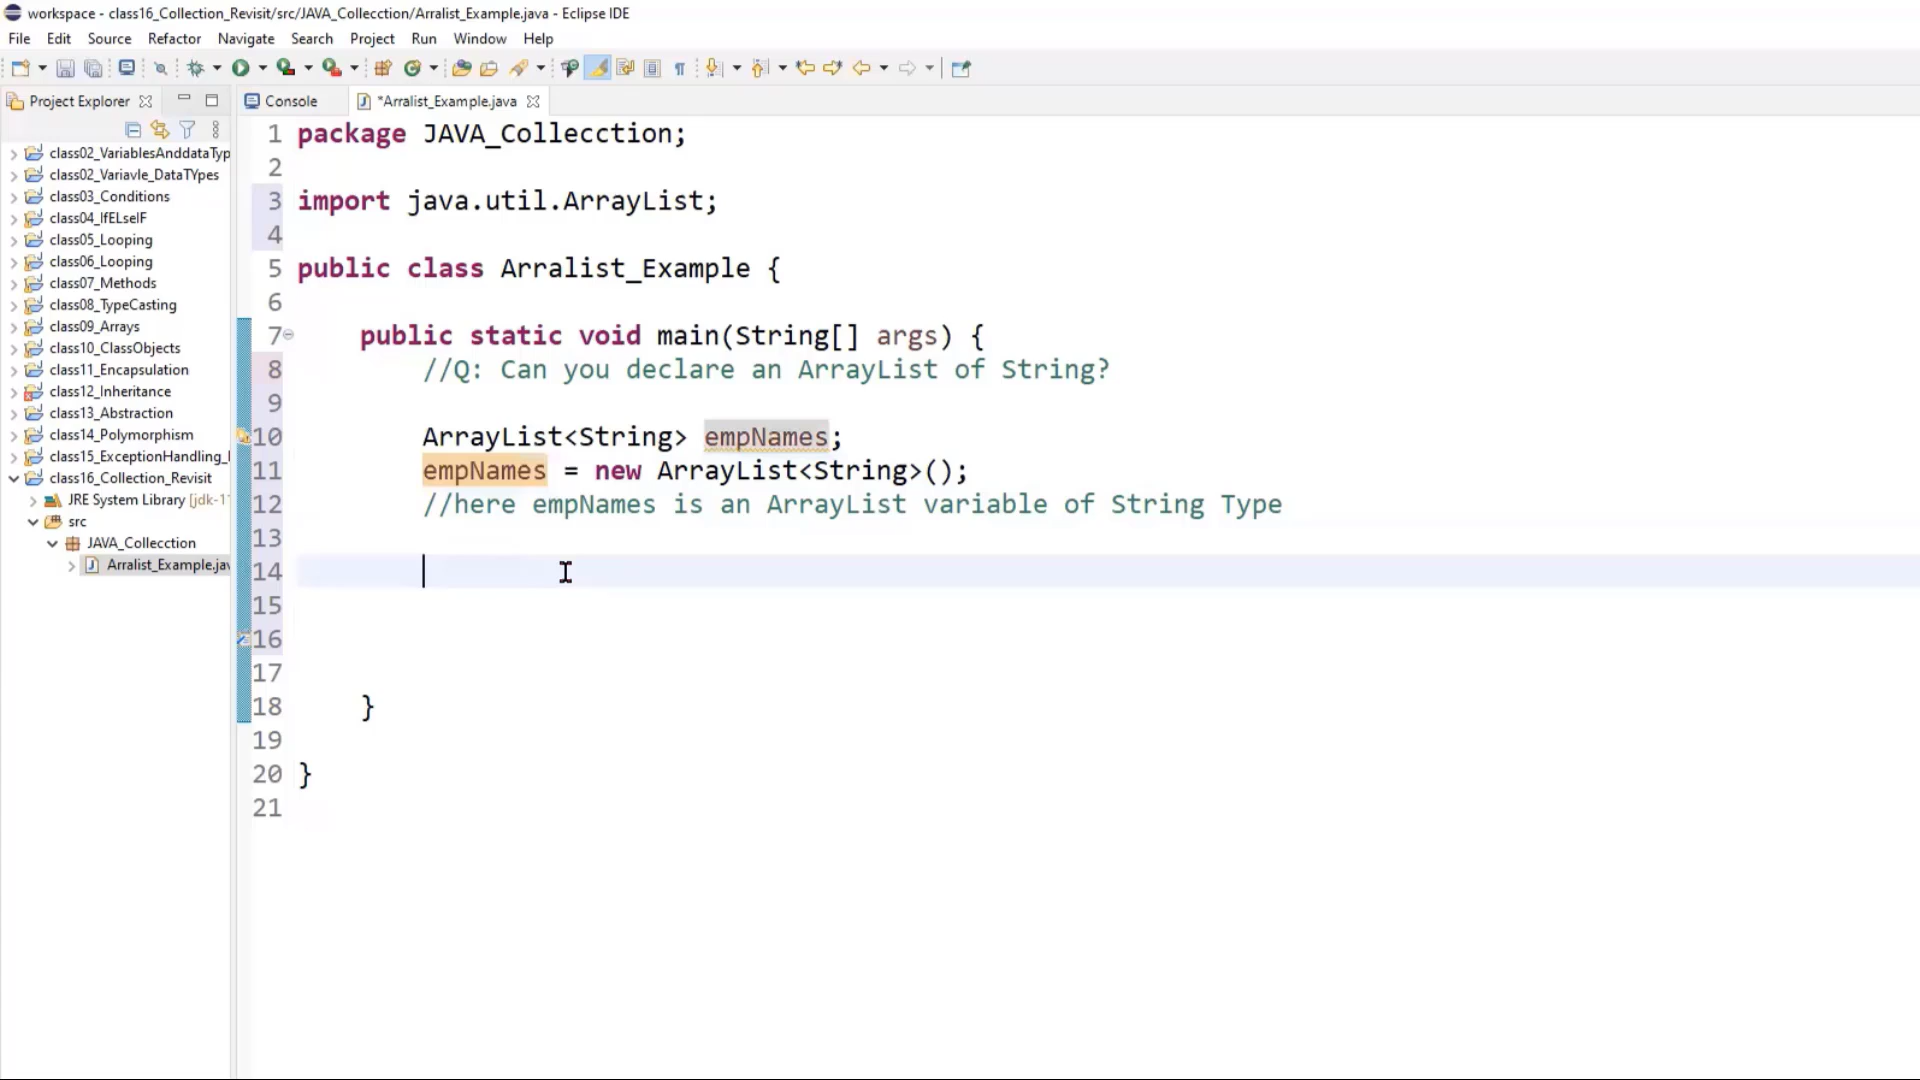 workspace - class16_Collection_Revisit/src/JAVA_Collecction/Arralist_Example.java - Eclipse IDE
File Edit Source Refactor Navigate Search Project Run Window Help
Project Explorer
Console
*Arralist_Example.java
class02_VariablesAnddataTyp
class02_Variavle_DataTYpes
class03_Conditions
class04_IfELseIF
class05_Looping
class06_Looping
class07_Methods
class08_TypeCasting
class09_Arrays
class10_ClassObjects
class11_Encapsulation
class12_Inheritance
class13_Abstraction
class14_Polymorphism
class15_ExceptionHandling_
class16_Collection_Revisit
JRE System Library [jdk-1
src
JAVA_Collecction
Arralist_Example.jav
1 package JAVA_Collecction;
2
3 import java.util.ArrayList;
4
5 public class Arralist_Example {
6
7 public static void main(String[] args) {
8 //Q: Can you declare an ArrayList of String?
9
10 ArrayList<String> empNames;
11 empNames = new ArrayList<String>();
12 //here empNames is an ArrayList variable of String Type
13
14
15
16
17
18 }
19
20 }
21